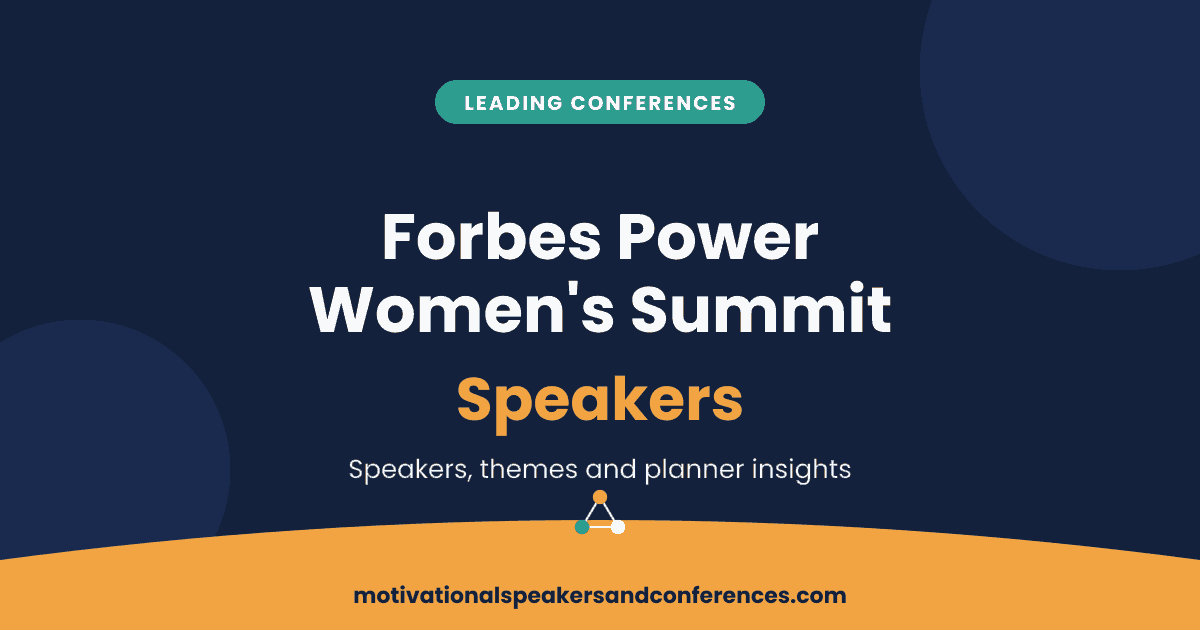 LEADING CONFERENCES
Forbes Power
Women's Summit
Speakers
Speakers, themes and planner insights
motivationalspeakersandconferences.com